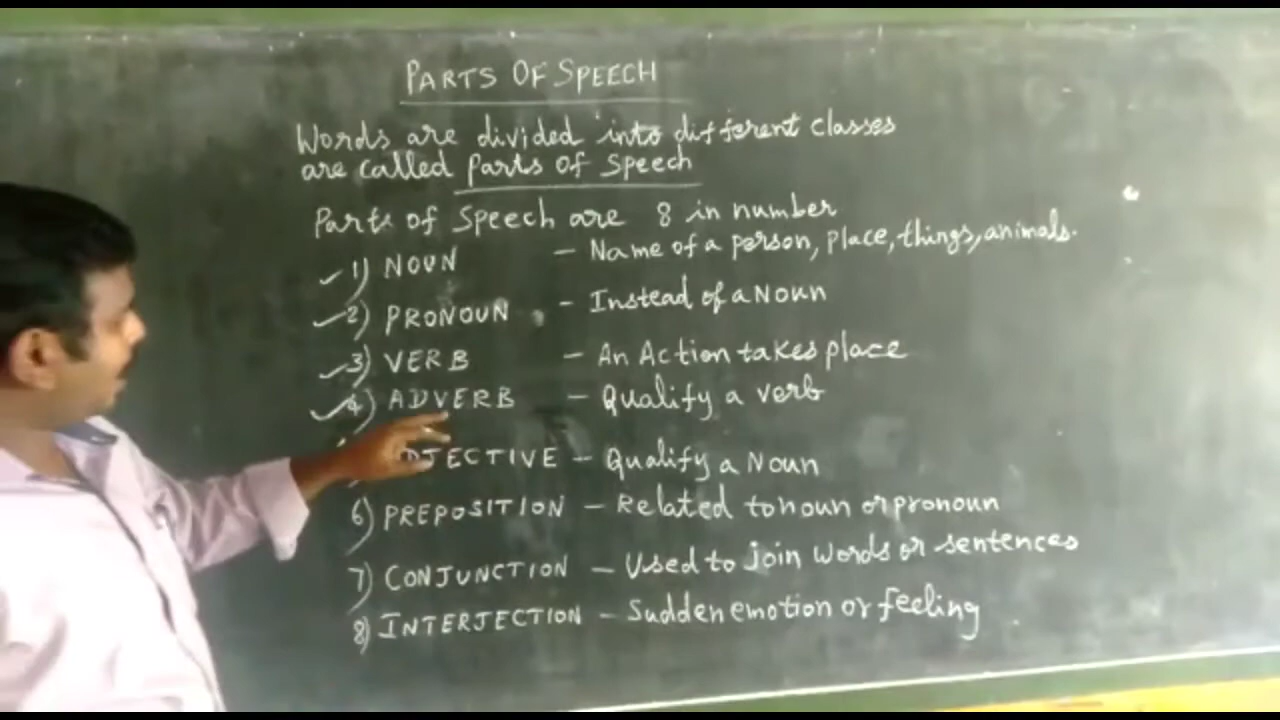 PARTS OF SPEECH
Words are divided into different classes
are called parts of speech
Parts of Speech are 8 in number
1) NOUN - Name of a person, place, things, animals.
2) PRONOUN - Instead of a Noun
3) VERB - An Action takes place
4) ADVERB - Qualify a verb
DJECTIVE - Qualify a Noun
6) PREPOSITION - Related to noun or pronoun
7) CONJUNCTION - Used to join words or sentences
8) INTERJECTION - Sudden emotion or feeling